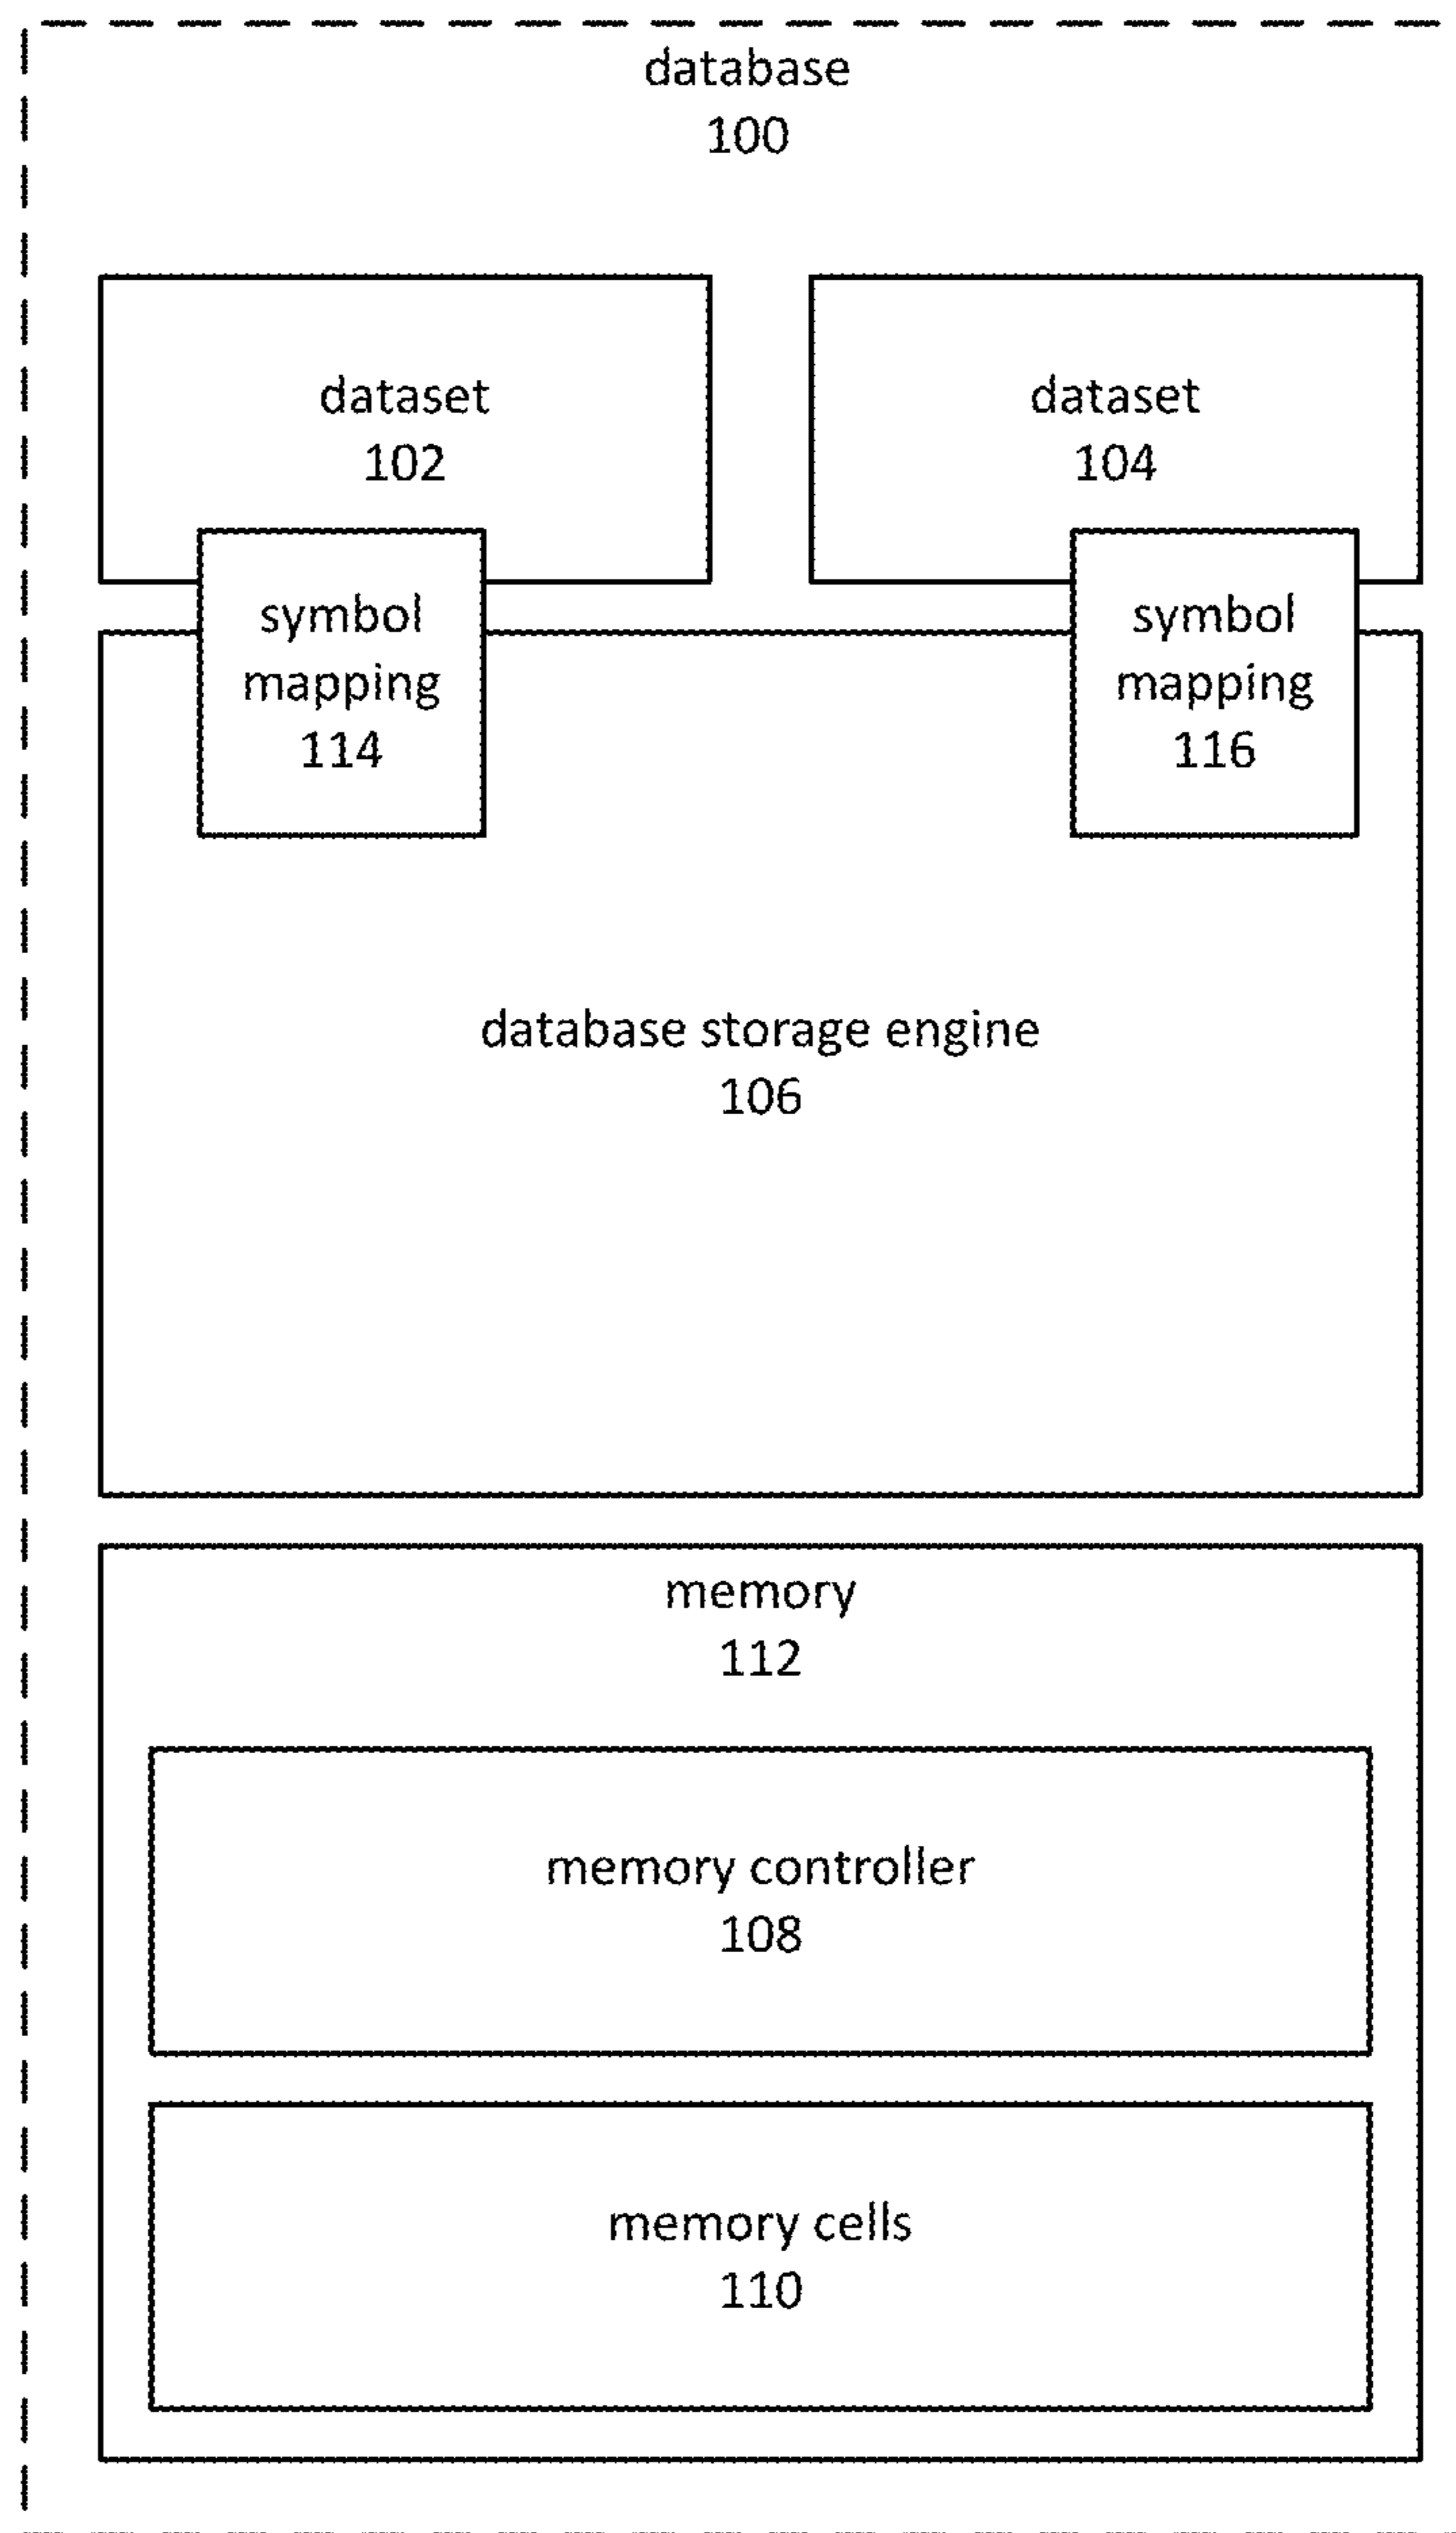 database
100
dataset
102
dataset
104
symbol
mapping
114
symbol
mapping
116
database storage engine
106
memory
112
memory controller
108
memory cells
110